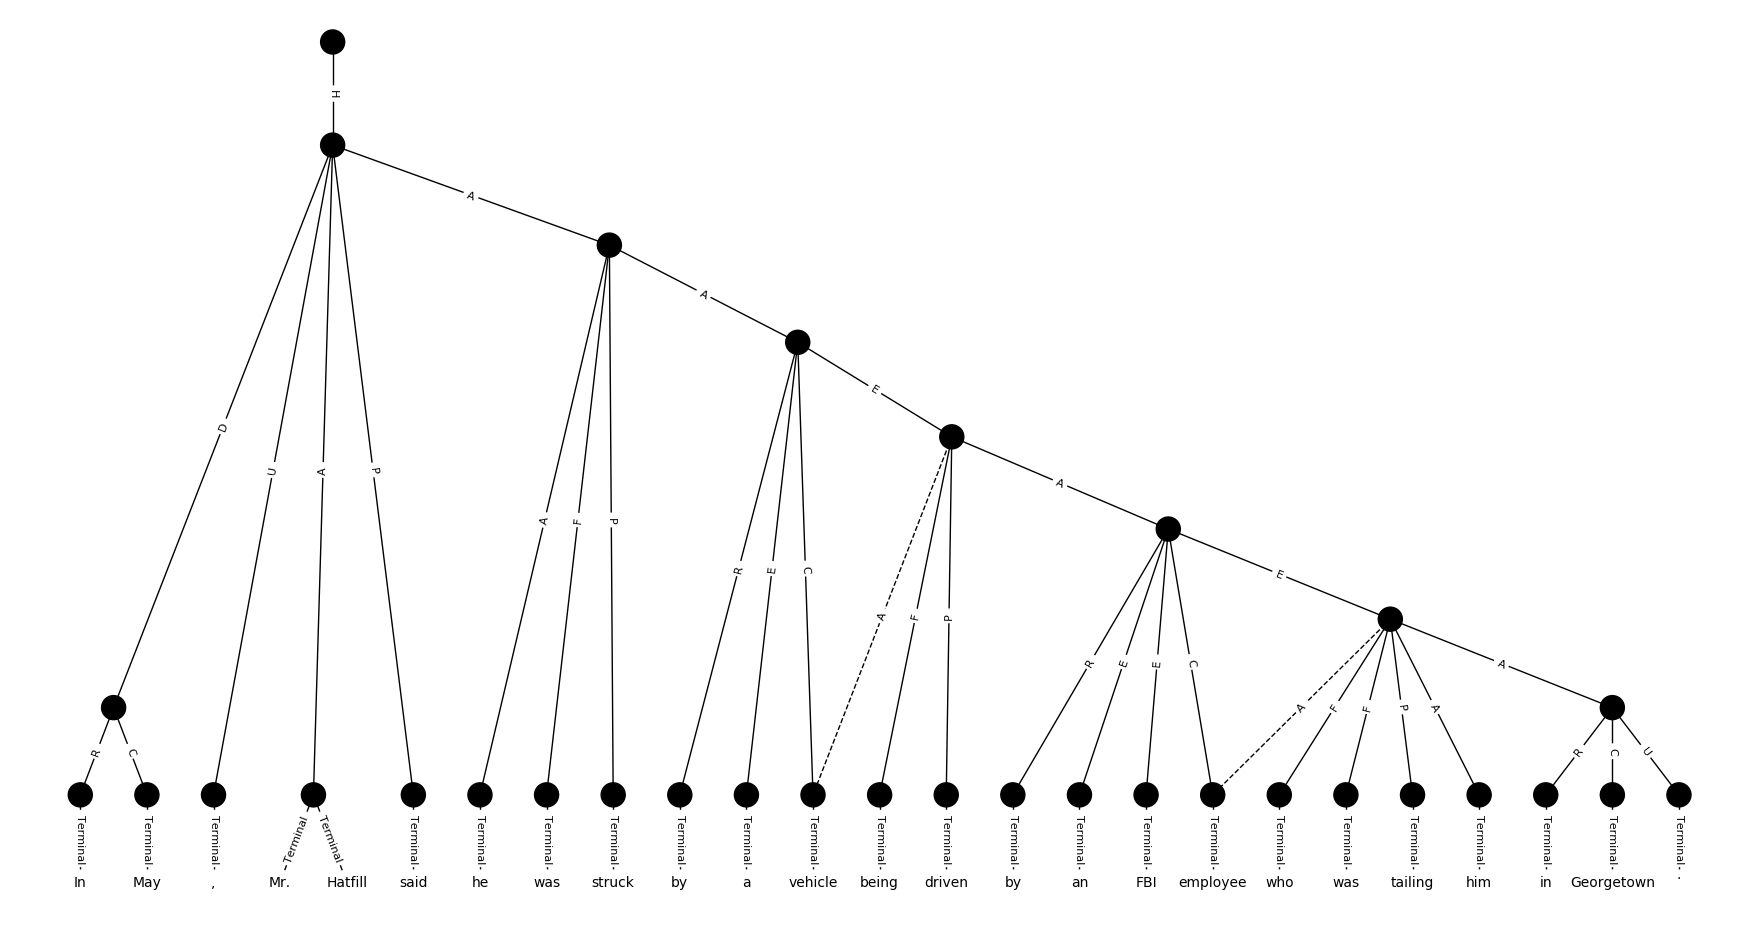 H
A
A
E
D
U
A
P
A
A
F
P
E
R
E
C
A
F
P
A
R
E
E
C
R
C
A
F
F
P
A
R
C
U
Terminal Terminal Terminal Terminal Terminal Terminal Terminal Terminal Terminal Terminal Terminal Terminal Terminal Terminal Terminal Terminal Terminal Terminal Terminal Terminal Terminal Terminal Terminal Terminal Terminal
In May , Mr. Hatfill said he was struck by a vehicle being driven by an FBI employee who was tailing him in Georgetown .